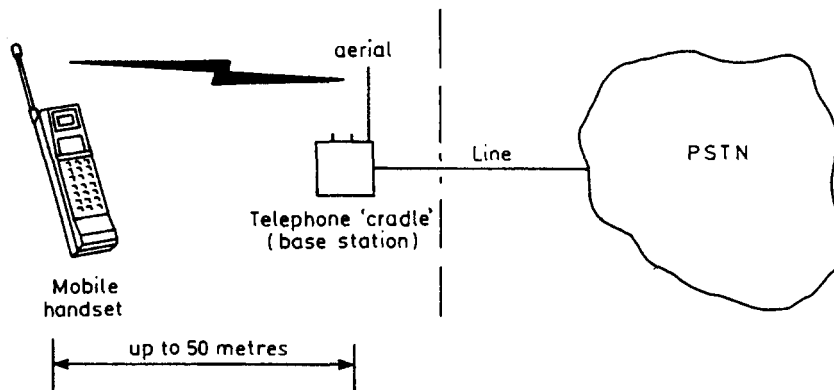 aerial
Line
PSTN
Telephone 'cradle'
(base station)
Mobile
handset
up to 50 metres